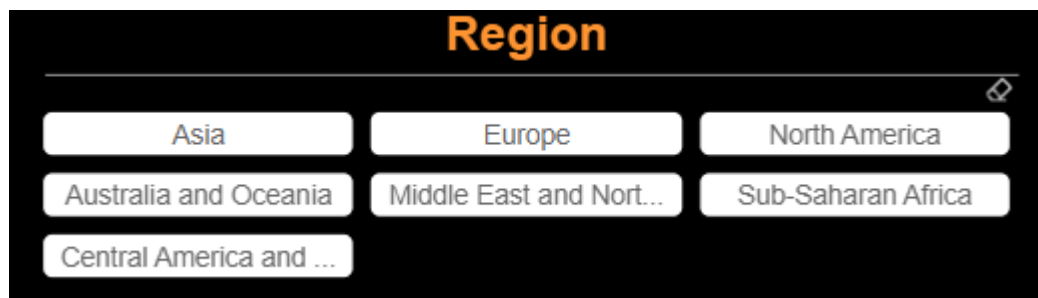 Region
Asia
Europe
North America
Australia and Oceania
Middle East and Nort...
Sub-Saharan Africa
Central America and ...